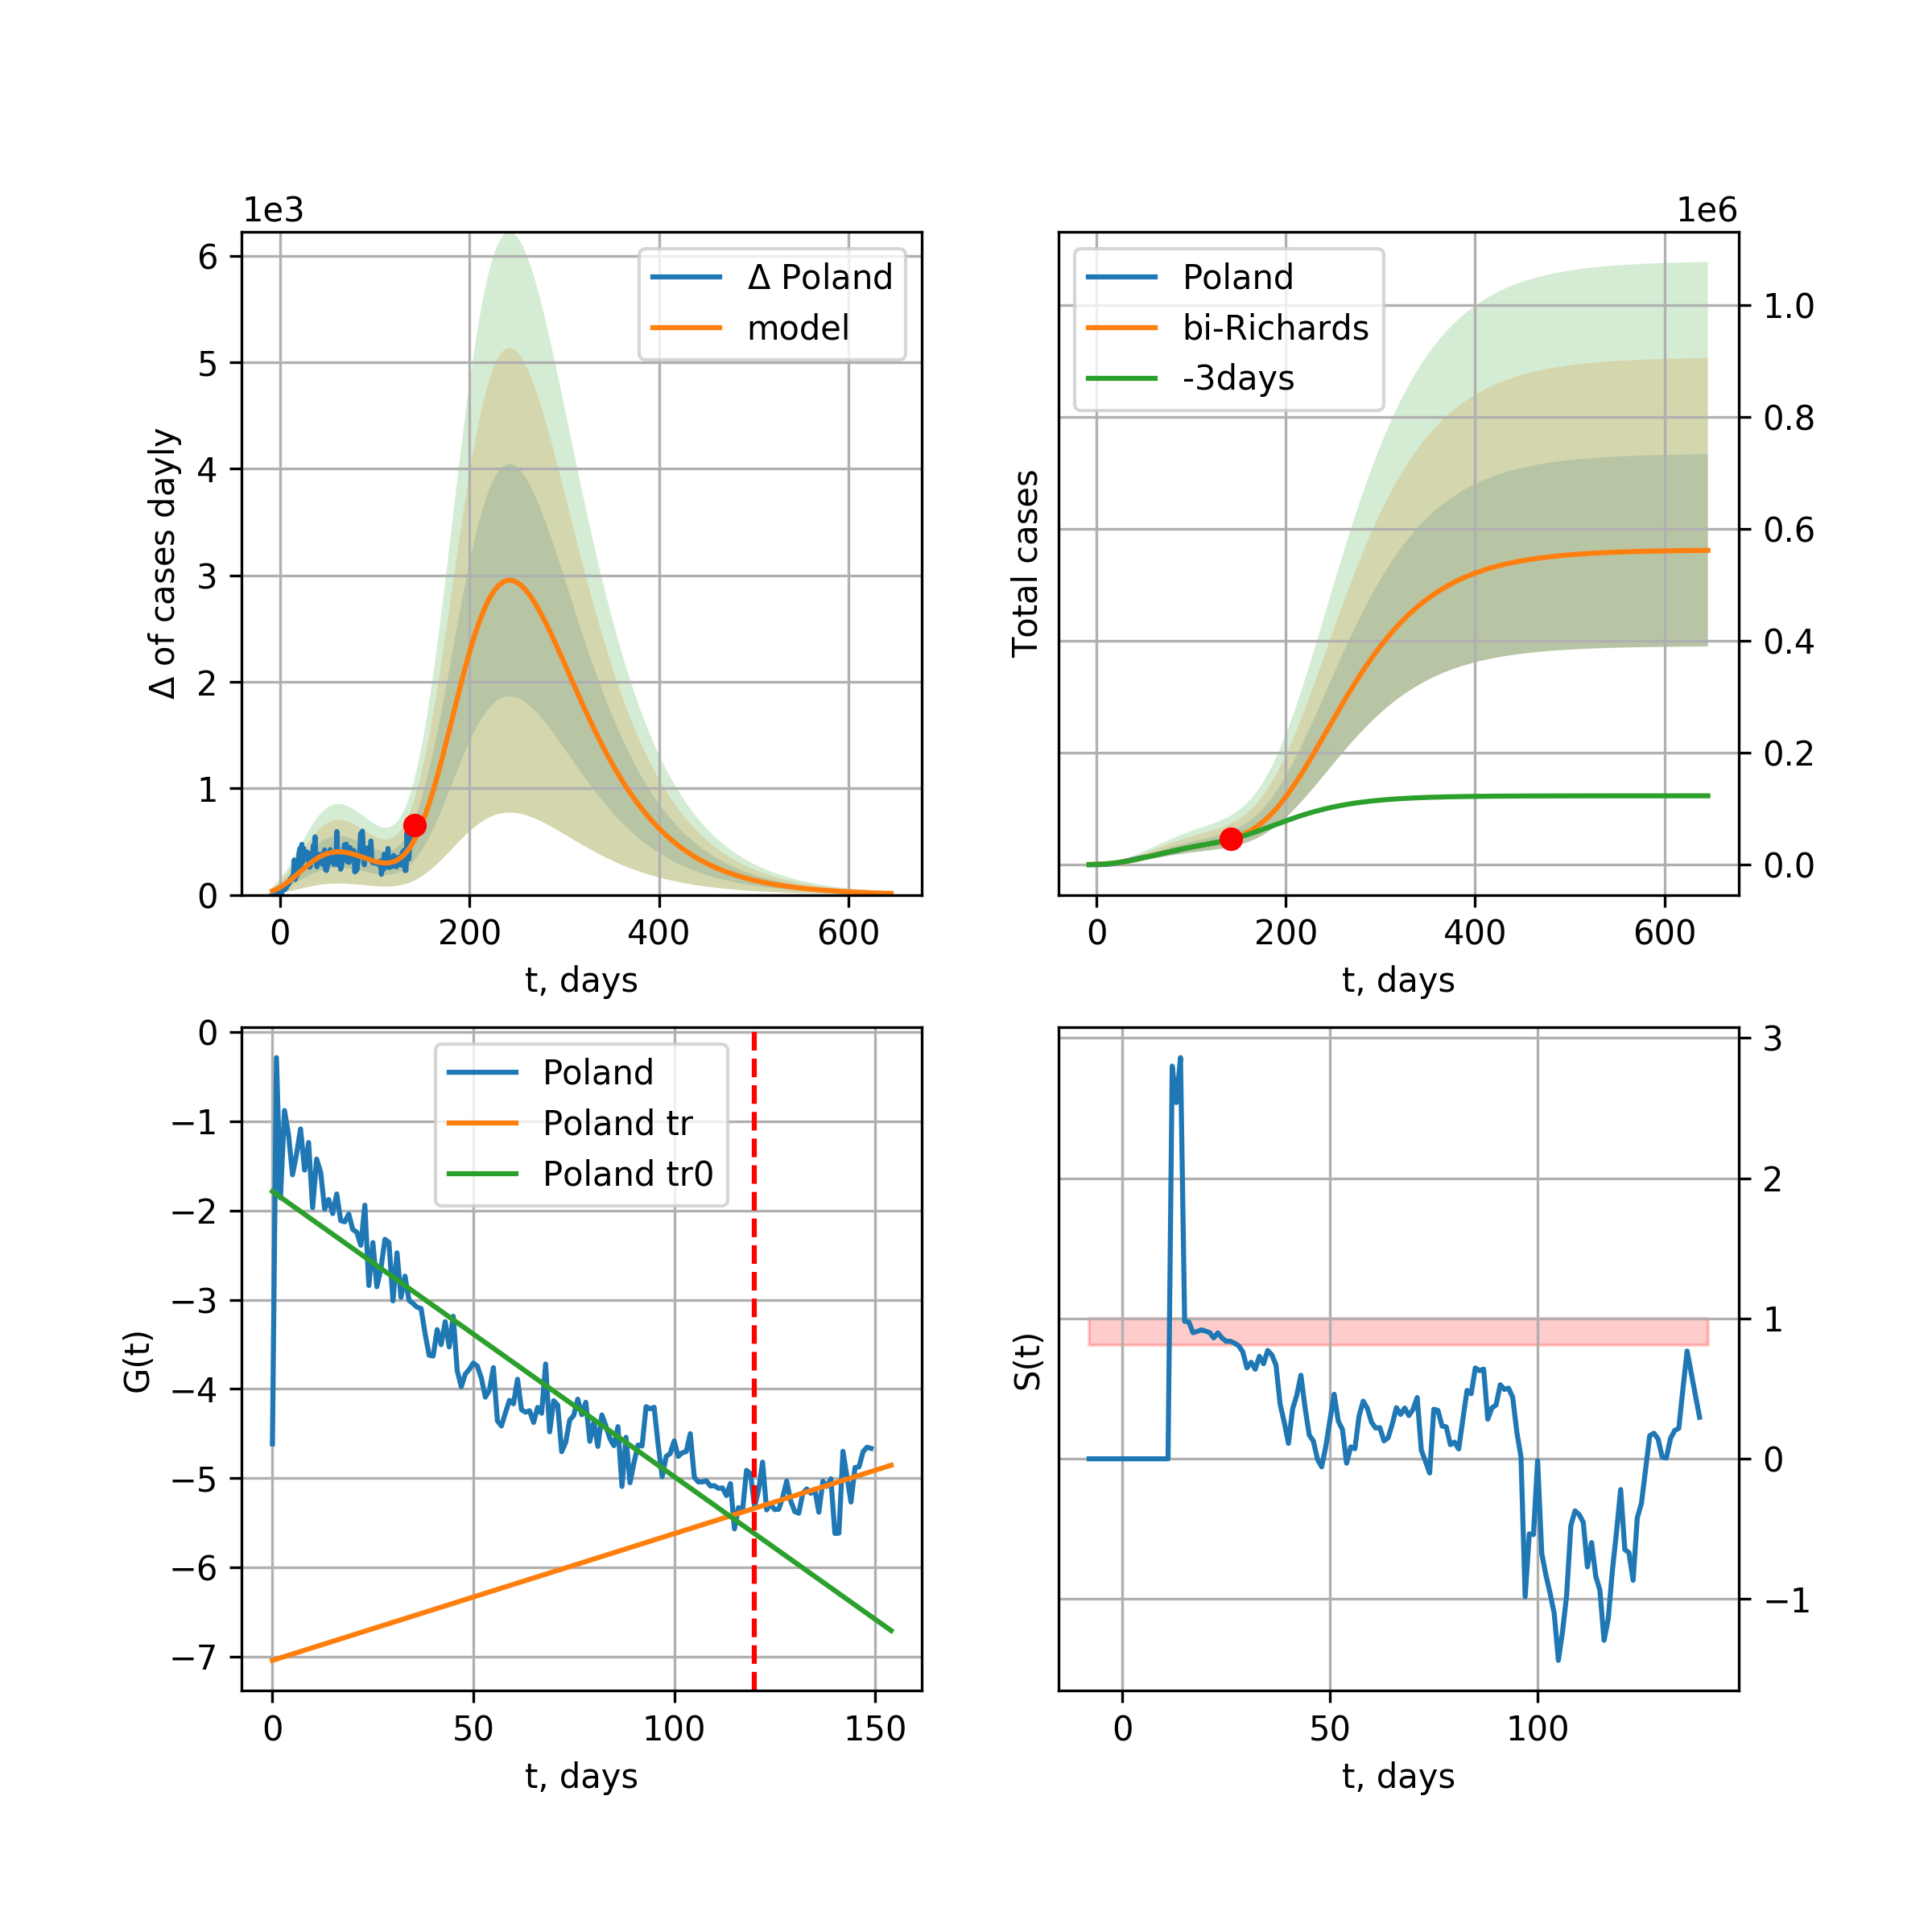 1e3
6
5
4
3
2
1
0
Δ of cases dayly
Δ Poland
model
0 200 400 600
t, days
1e6
Poland
bi-Richards
-3days
Total cases
1.0
0.8
0.6
0.4
0.2
0.0
0 200 400 600
t, days
0
−1
−2
−3
−4
−5
−6
−7
G(t)
Poland
Poland tr
Poland tr0
0 50 100 150
t, days
S(t)
3
2
1
0
−1
0 50 100
t, days